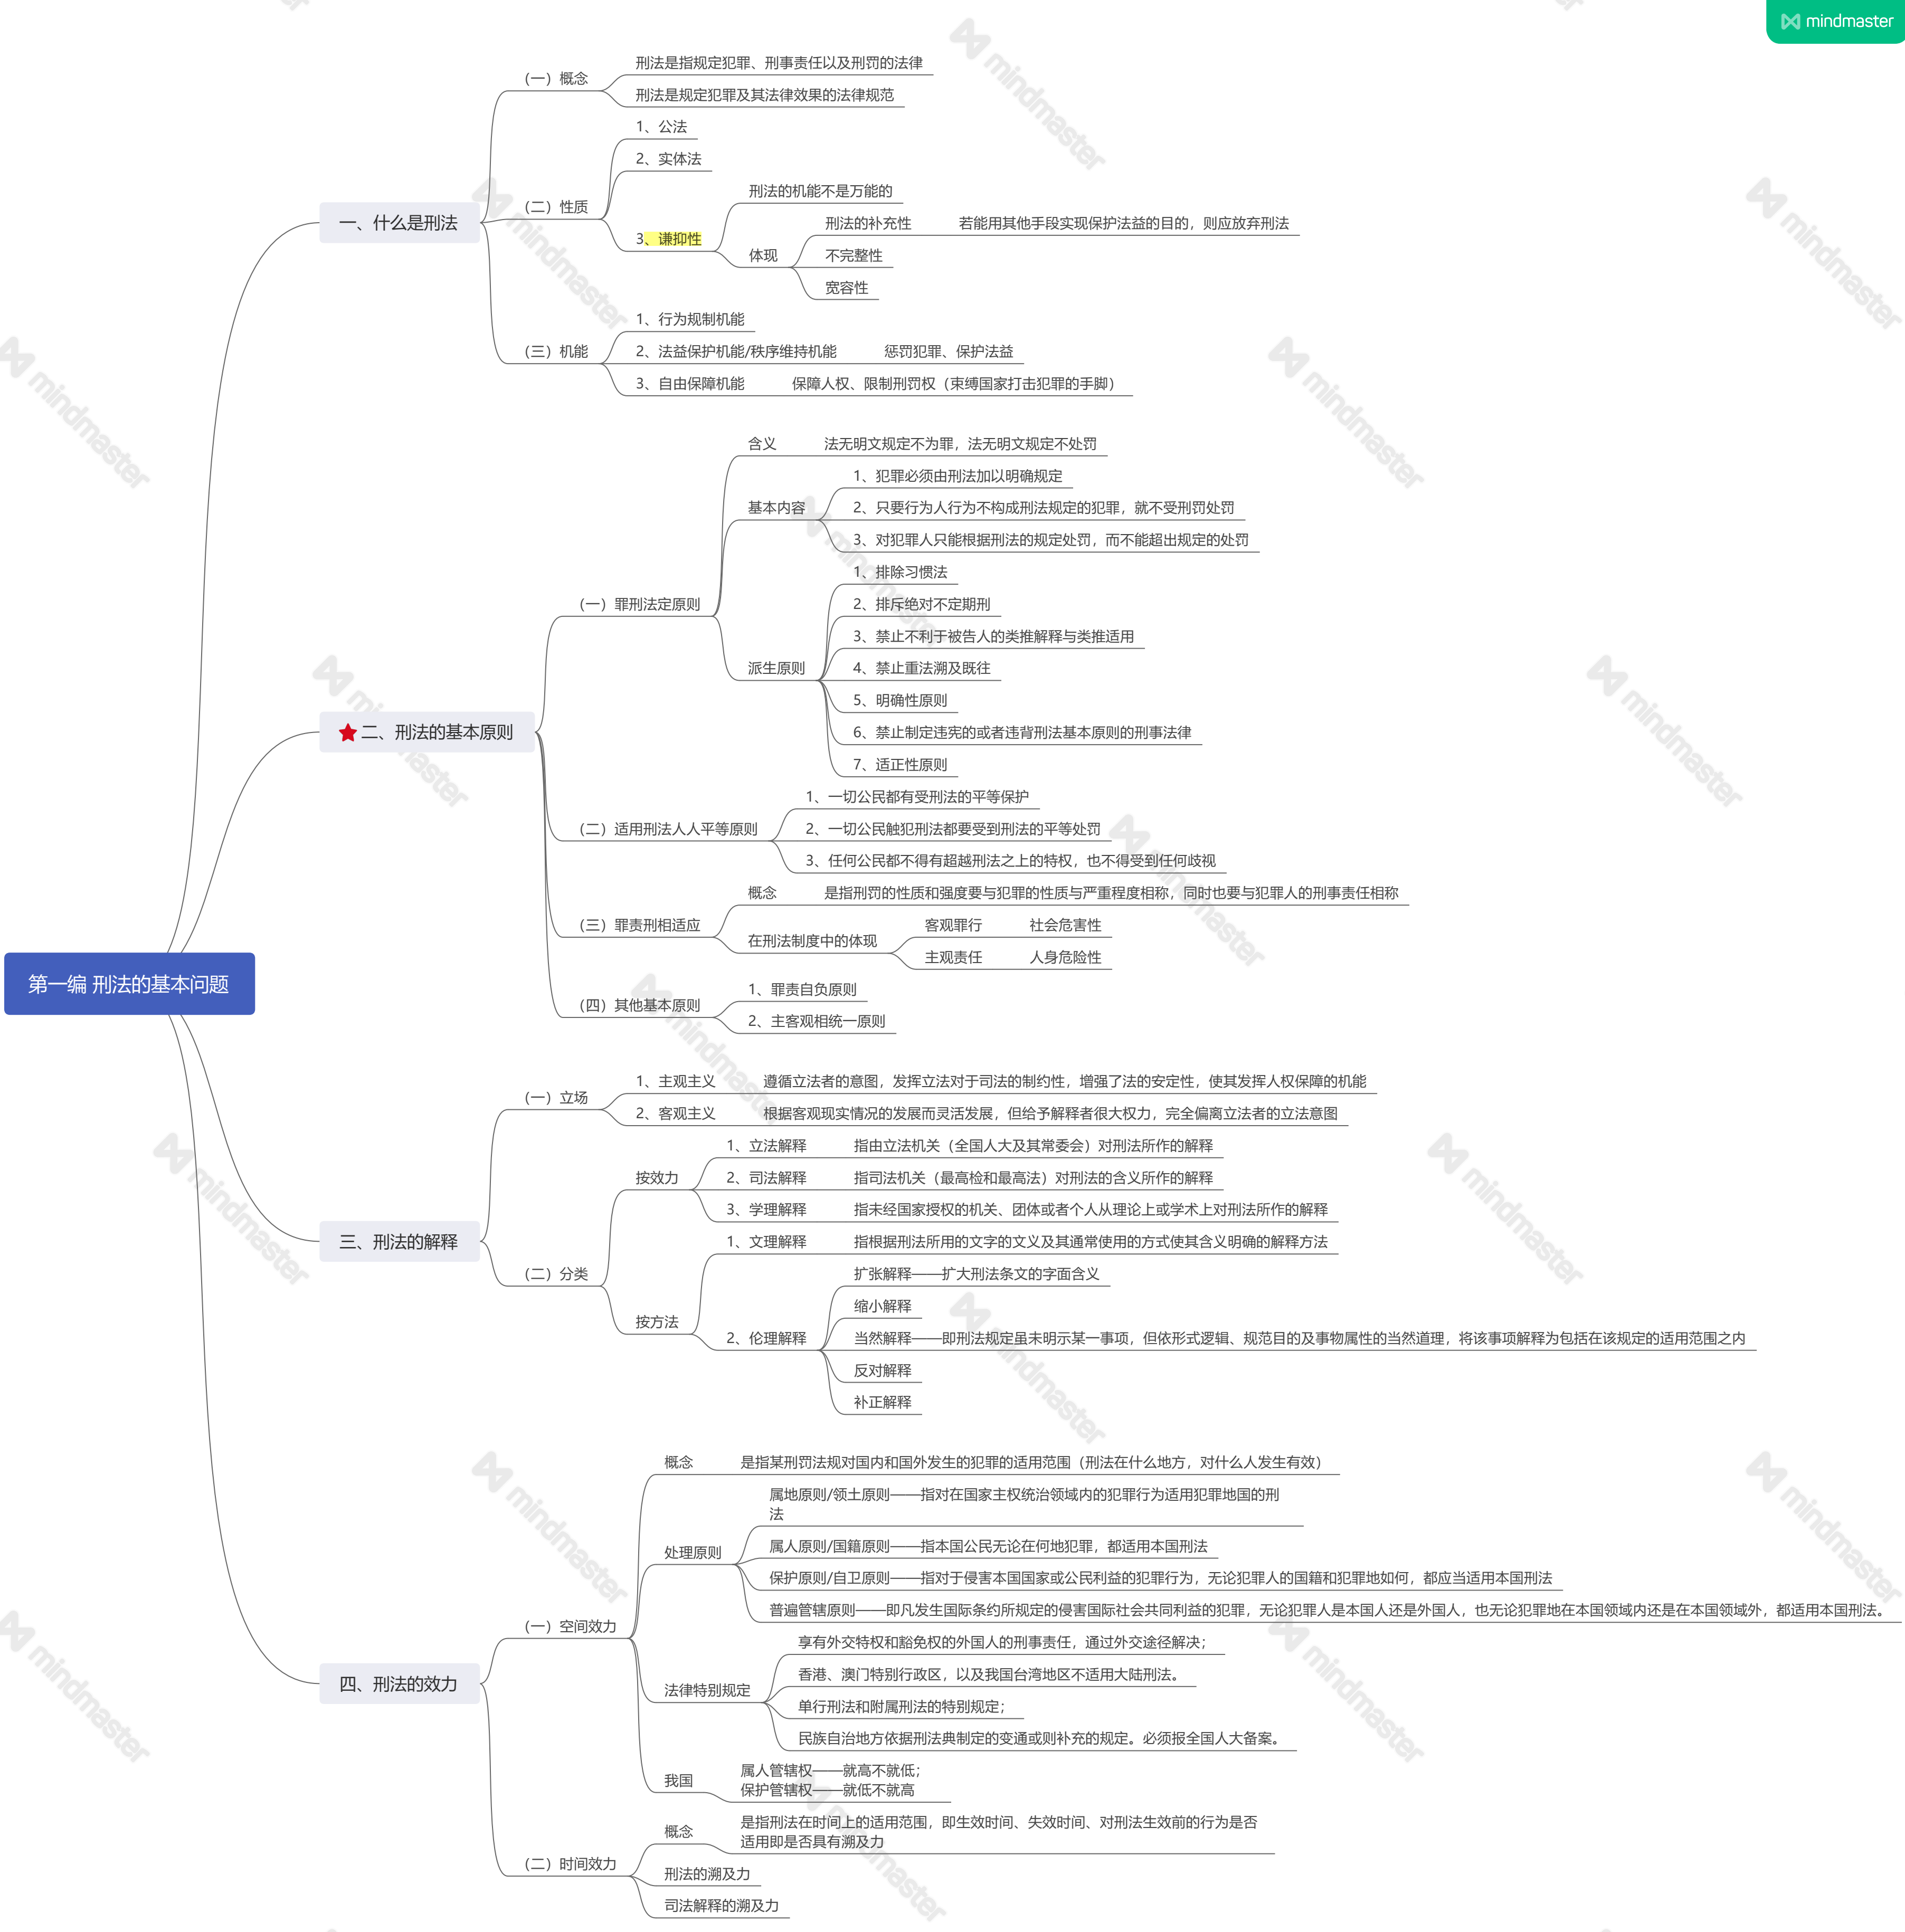 mindmaster
第一编 刑法的基本问题
一、什么是刑法
（一）概念
刑法是指规定犯罪、刑事责任以及刑罚的法律
刑法是规定犯罪及其法律效果的法律规范
（二）性质
1、公法
2、实体法
3、谦抑性
刑法的机能不是万能的
体现
刑法的补充性
若能用其他手段实现保护法益的目的，则应放弃刑法
不完整性
宽容性
（三）机能
1、行为规制机能
2、法益保护机能/秩序维持机能
惩罚犯罪、保护法益
3、自由保障机能
保障人权、限制刑罚权（束缚国家打击犯罪的手脚）
二、刑法的基本原则
（一）罪刑法定原则
含义
法无明文规定不为罪，法无明文规定不处罚
基本内容
1、犯罪必须由刑法加以明确规定
2、只要行为人行为不构成刑法规定的犯罪，就不受刑罚处罚
3、对犯罪人只能根据刑法的规定处罚，而不能超出规定的处罚
派生原则
1、排除习惯法
2、排斥绝对不定期刑
3、禁止不利于被告人的类推解释与类推适用
4、禁止重法溯及既往
5、明确性原则
6、禁止制定违宪的或者违背刑法基本原则的刑事法律
7、适正性原则
（二）适用刑法人人平等原则
1、一切公民都有受刑法的平等保护
2、一切公民触犯刑法都要受到刑法的平等处罚
3、任何公民都不得有超越刑法之上的特权，也不得受到任何歧视
（三）罪责刑相适应
概念
是指刑罚的性质和强度要与犯罪的性质与严重程度相称，同时也要与犯罪人的刑事责任相称
在刑法制度中的体现
客观罪行
社会危害性
主观责任
人身危险性
（四）其他基本原则
1、罪责自负原则
2、主客观相统一原则
三、刑法的解释
（一）立场
1、主观主义
遵循立法者的意图，发挥立法对于司法的制约性，增强了法的安定性，使其发挥人权保障的机能
2、客观主义
根据客观现实情况的发展而灵活发展，但给予解释者很大权力，完全偏离立法者的立法意图
（二）分类
按效力
1、立法解释
指由立法机关（全国人大及其常委会）对刑法所作的解释
2、司法解释
指司法机关（最高检和最高法）对刑法的含义所作的解释
3、学理解释
指未经国家授权的机关、团体或者个人从理论上或学术上对刑法所作的解释
按方法
1、文理解释
指根据刑法所用的文字的文义及其通常使用的方式使其含义明确的解释方法
2、伦理解释
扩张解释——扩大刑法条文的字面含义
缩小解释
当然解释——即刑法规定虽未明示某一事项，但依形式逻辑、规范目的及事物属性的当然道理，将该事项解释为包括在该规定的适用范围之内
反对解释
补正解释
四、刑法的效力
（一）空间效力
概念
是指某刑罚法规对国内和国外发生的犯罪的适用范围（刑法在什么地方，对什么人发生有效）
处理原则
属地原则/领土原则——指对在国家主权统治领域内的犯罪行为适用犯罪地国的刑
法
属人原则/国籍原则——指本国公民无论在何地犯罪，都适用本国刑法
保护原则/自卫原则——指对于侵害本国国家或公民利益的犯罪行为，无论犯罪人的国籍和犯罪地如何，都应当适用本国刑法
普遍管辖原则——即凡发生国际条约所规定的侵害国际社会共同利益的犯罪，无论犯罪人是本国人还是外国人，也无论犯罪地在本国领域内还是在本国领域外，都适用本国刑法。
法律特别规定
享有外交特权和豁免权的外国人的刑事责任，通过外交途径解决；
香港、澳门特别行政区，以及我国台湾地区不适用大陆刑法。
单行刑法和附属刑法的特别规定；
民族自治地方依据刑法典制定的变通或则补充的规定。必须报全国人大备案。
我国
属人管辖权——就高不就低；
保护管辖权——就低不就高
（二）时间效力
概念
是指刑法在时间上的适用范围，即生效时间、失效时间、对刑法生效前的行为是否
适用即是否具有溯及力
刑法的溯及力
司法解释的溯及力